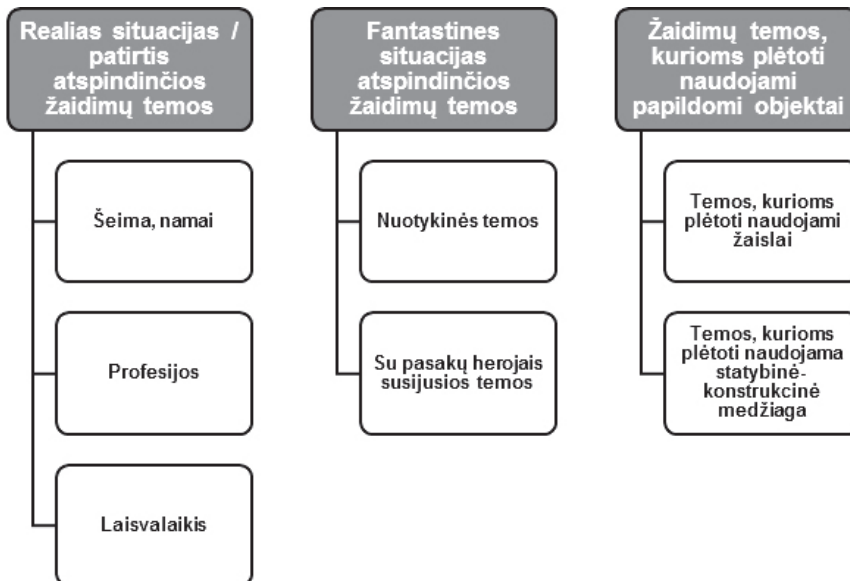 Realias situacijas /
patirtis
atspindinčios
žaidimų temos
Šeima, namai
Profesijos
Laisvalaikis
Fantastines
situacijas
atspindinčios
žaidimų temos
Nuotykinės temos
Su pasakų herojais
susijusios temos
Žaidimų temos,
kurioms plėtoti
naudojami
papildomi objektai
Temos, kurioms
plėtoti naudojami
žaislai
Temos, kurioms
plėtoti naudojama
statybinė-
konstrukcinė
medžiaga